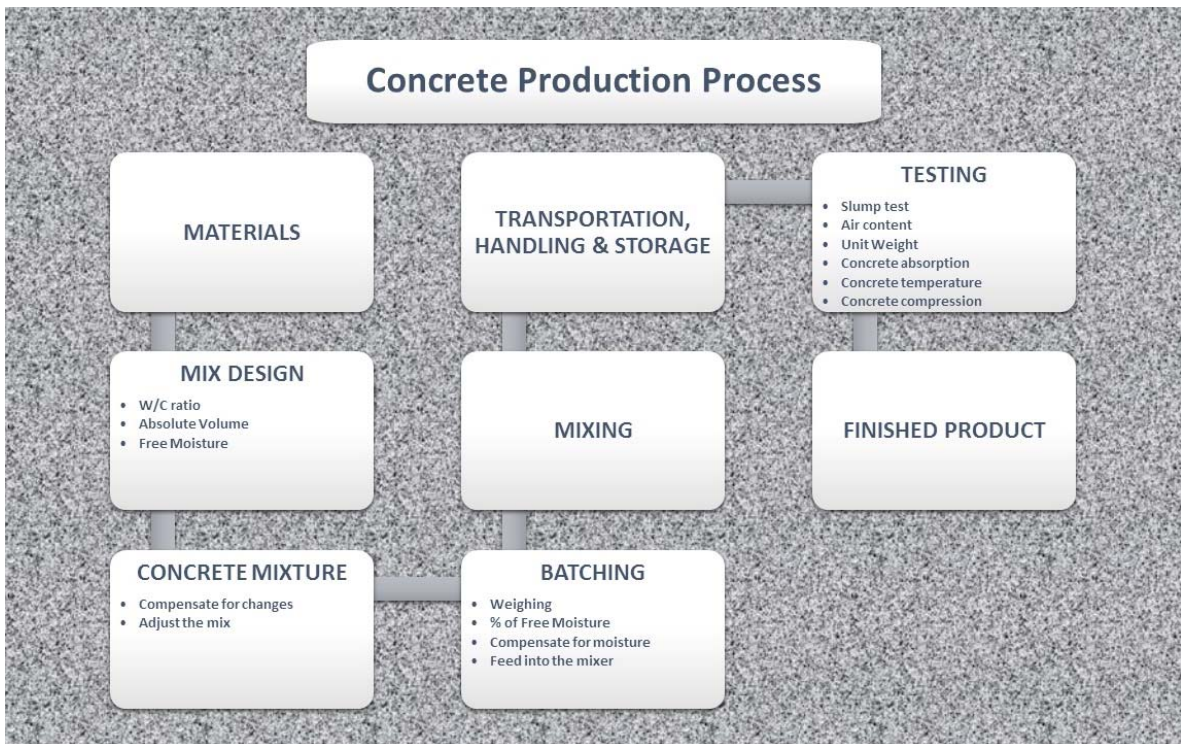 Concrete Production Process
MATERIALS
MIX DESIGN
• W/C ratio
• Absolute Volume
• Free Moisture
CONCRETE MIXTURE
• Compensate for changes
• Adjust the mix
BATCHING
• Weighing
• % of Free Moisture
• Compensate for moisture
• Feed into the mixer
MIXING
TRANSPORTATION,
HANDLING & STORAGE
TESTING
• Slump test
• Air content
• Unit Weight
• Concrete absorption
• Concrete temperature
• Concrete compression
FINISHED PRODUCT